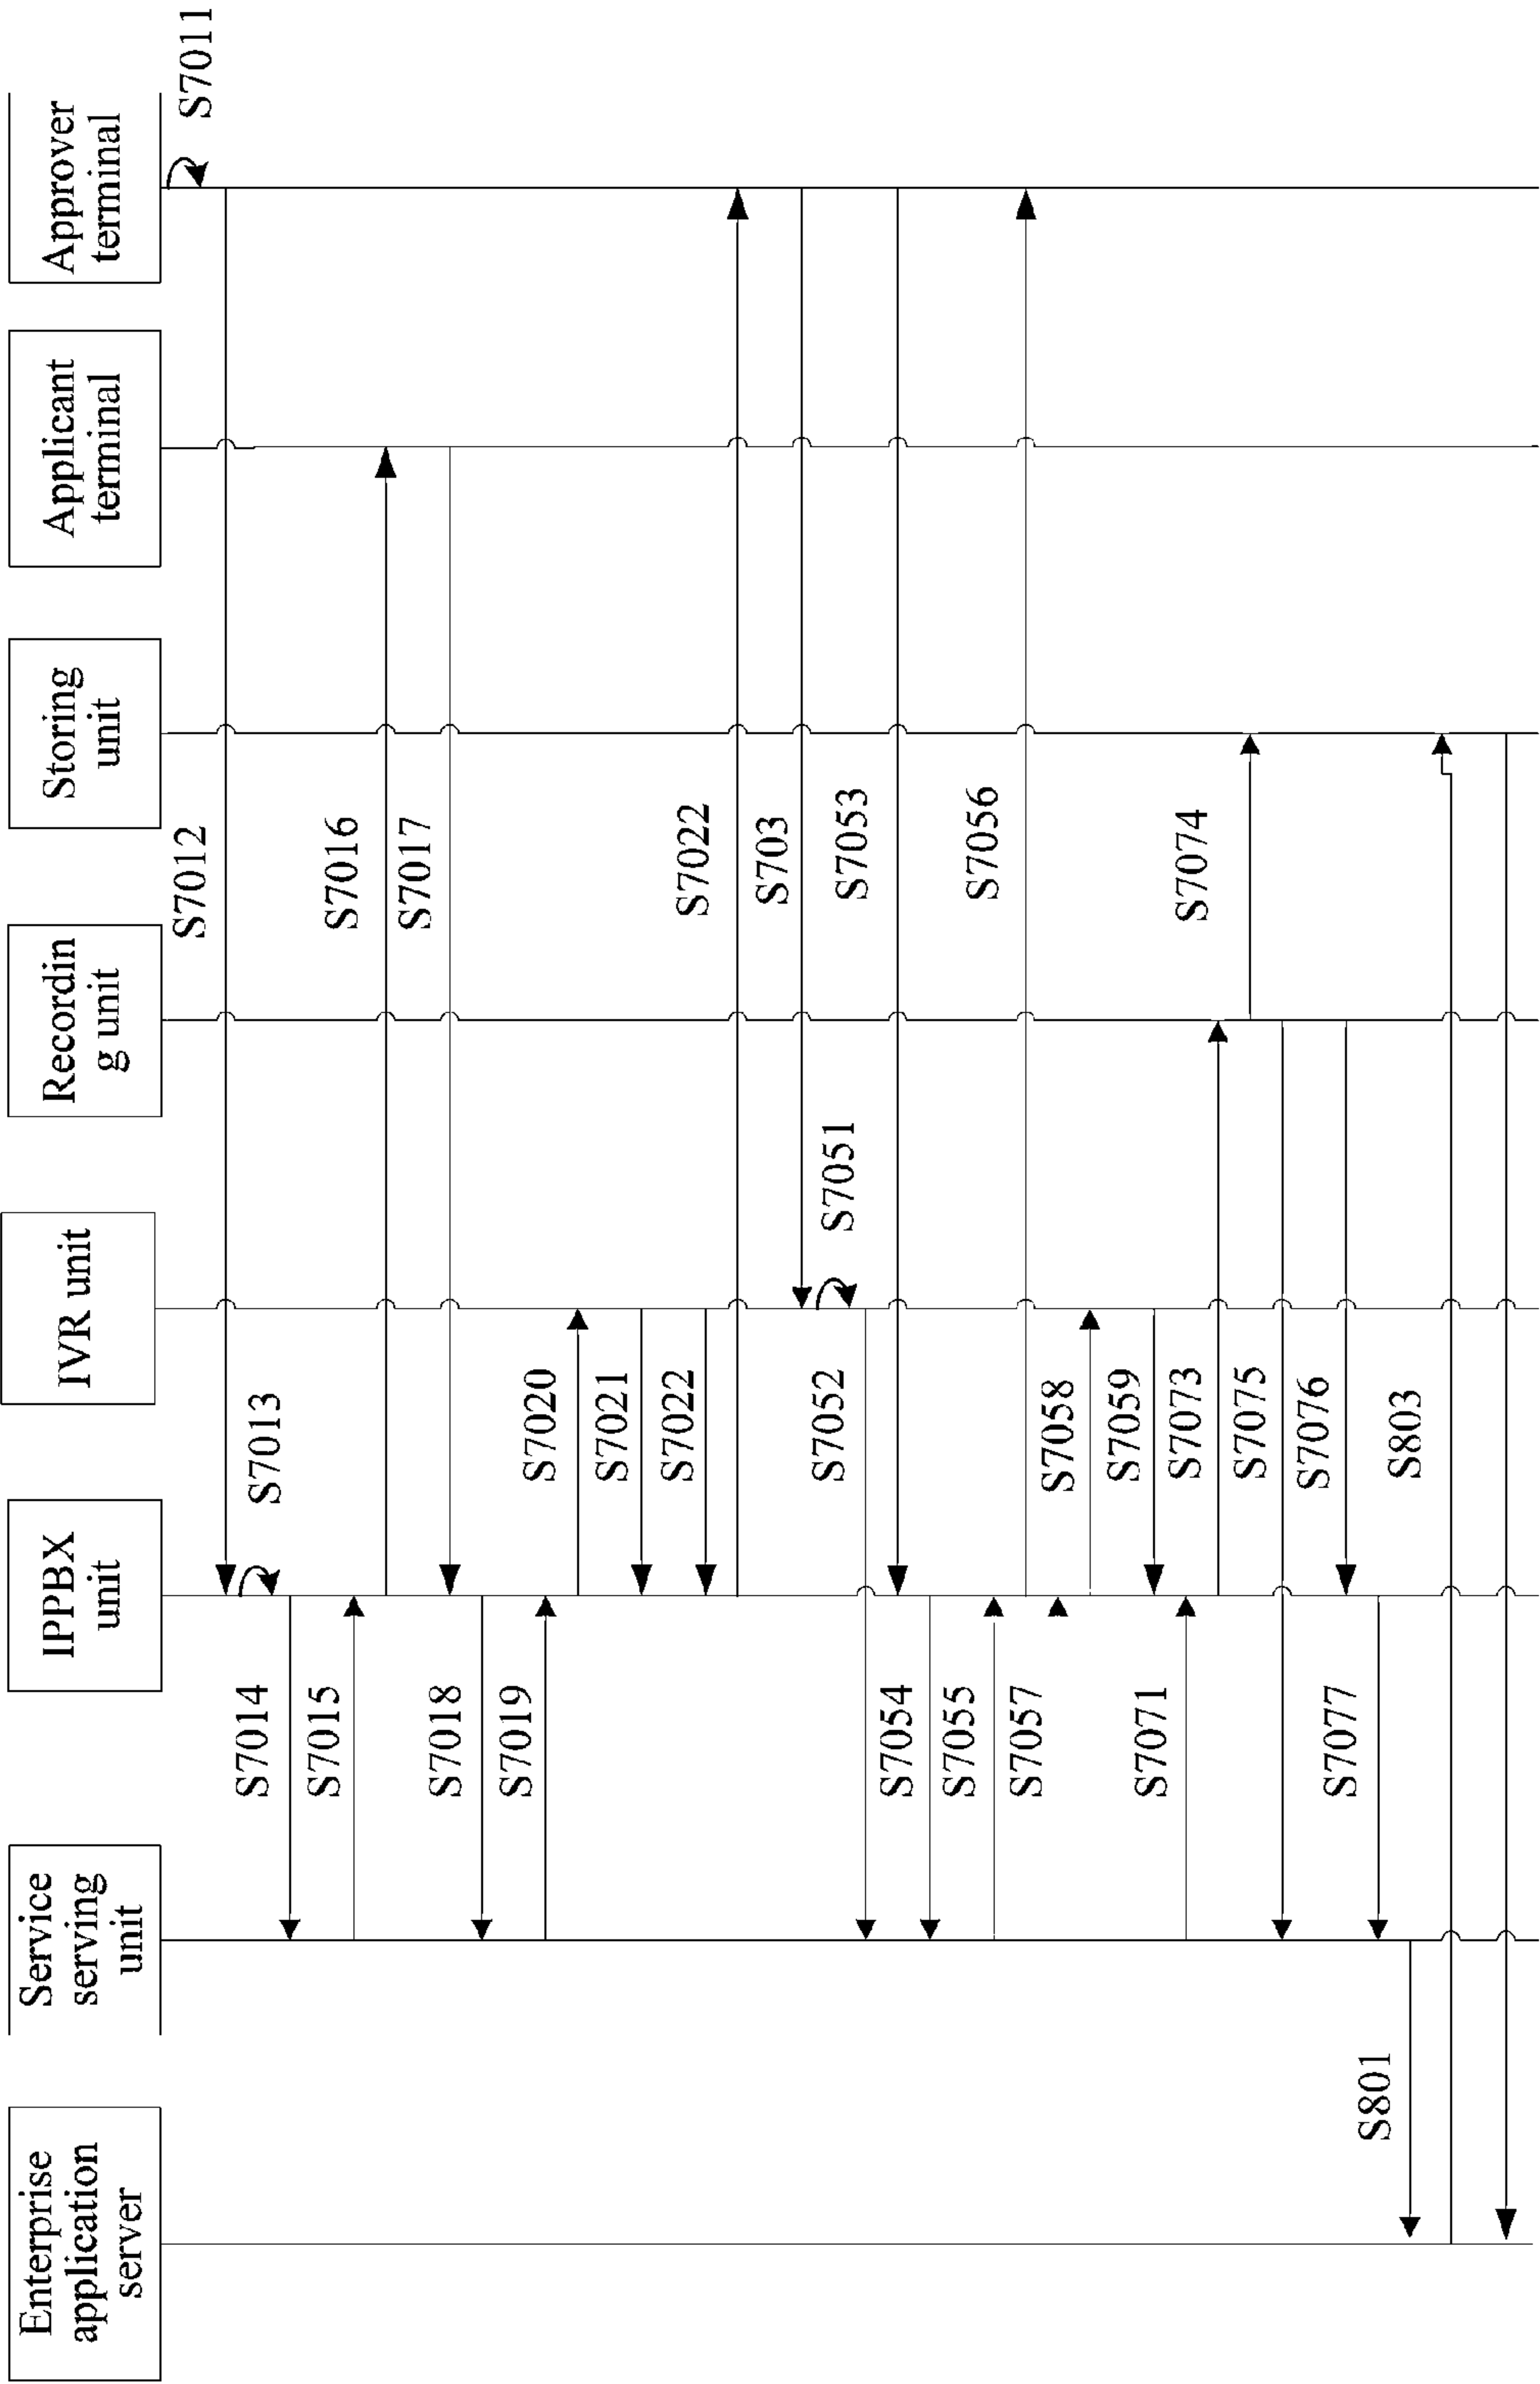 Enterprise
application
server
Service
serving
unit
IPPBX
unit
IVR unit
Recordin
g unit
Storing
unit
Applicant
terminal
Approver
terminal
S7011
S7012
S7013
S7014
S7015
S7016
S7017
S7018
S7019
S7020
S7021
S7022
S7022
S703
S7051
S7052
S7053
S7054
S7055
S7056
S7057
S7058
S7059
S7071
S7073
S7074
S7075
S7076
S7077
S801
S803